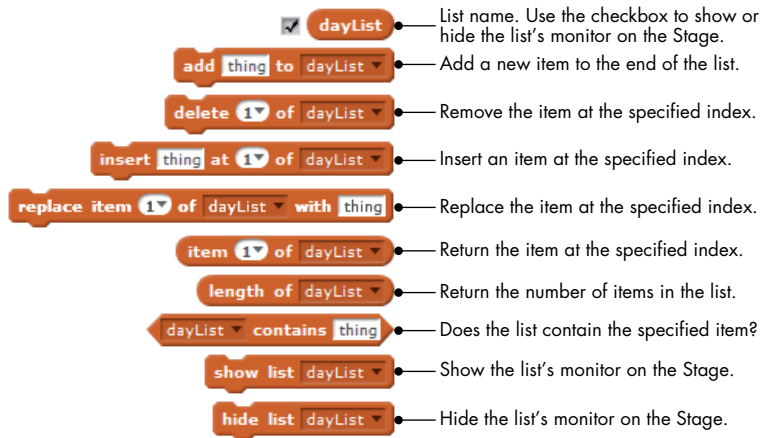 dayList List name. Use the checkbox to show or
hide the list's monitor on the Stage.
add thing to dayList Add a new item to the end of the list.
delete 1 of dayList Remove the item at the specified index.
insert thing at 1 of dayList Insert an item at the specified index.
replace item 1 of dayList with thing Replace the item at the specified index.
item 1 of dayList Return the item at the specified index.
length of dayList Return the number of items in the list.
dayList contains thing Does the list contain the specified item?
show list dayList Show the list's monitor on the Stage.
hide list dayList Hide the list's monitor on the Stage.